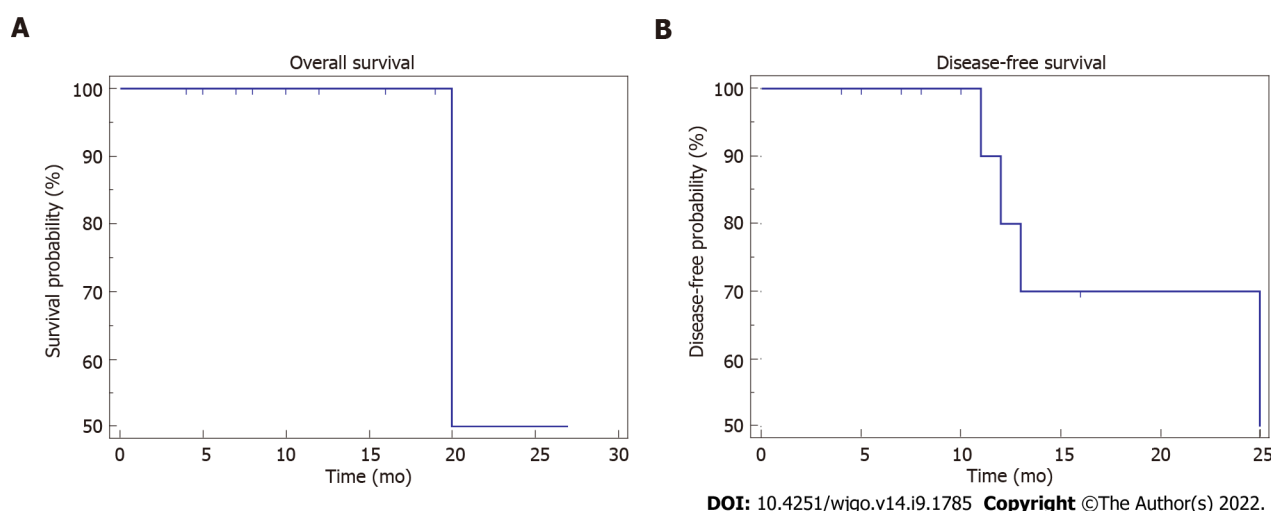 A
B
Overall survival
Disease-free survival
Survival probability (%)
100
90
80
70
60
50
0 5 10 15 20 25 30
Time (mo)
Disease-free probability (%)
100
90
80
70
60
50
0 5 10 15 20 25
Time (mo)
DOI: 10.4251/wjgo.v14.i9.1785 Copyright ©The Author(s) 2022.